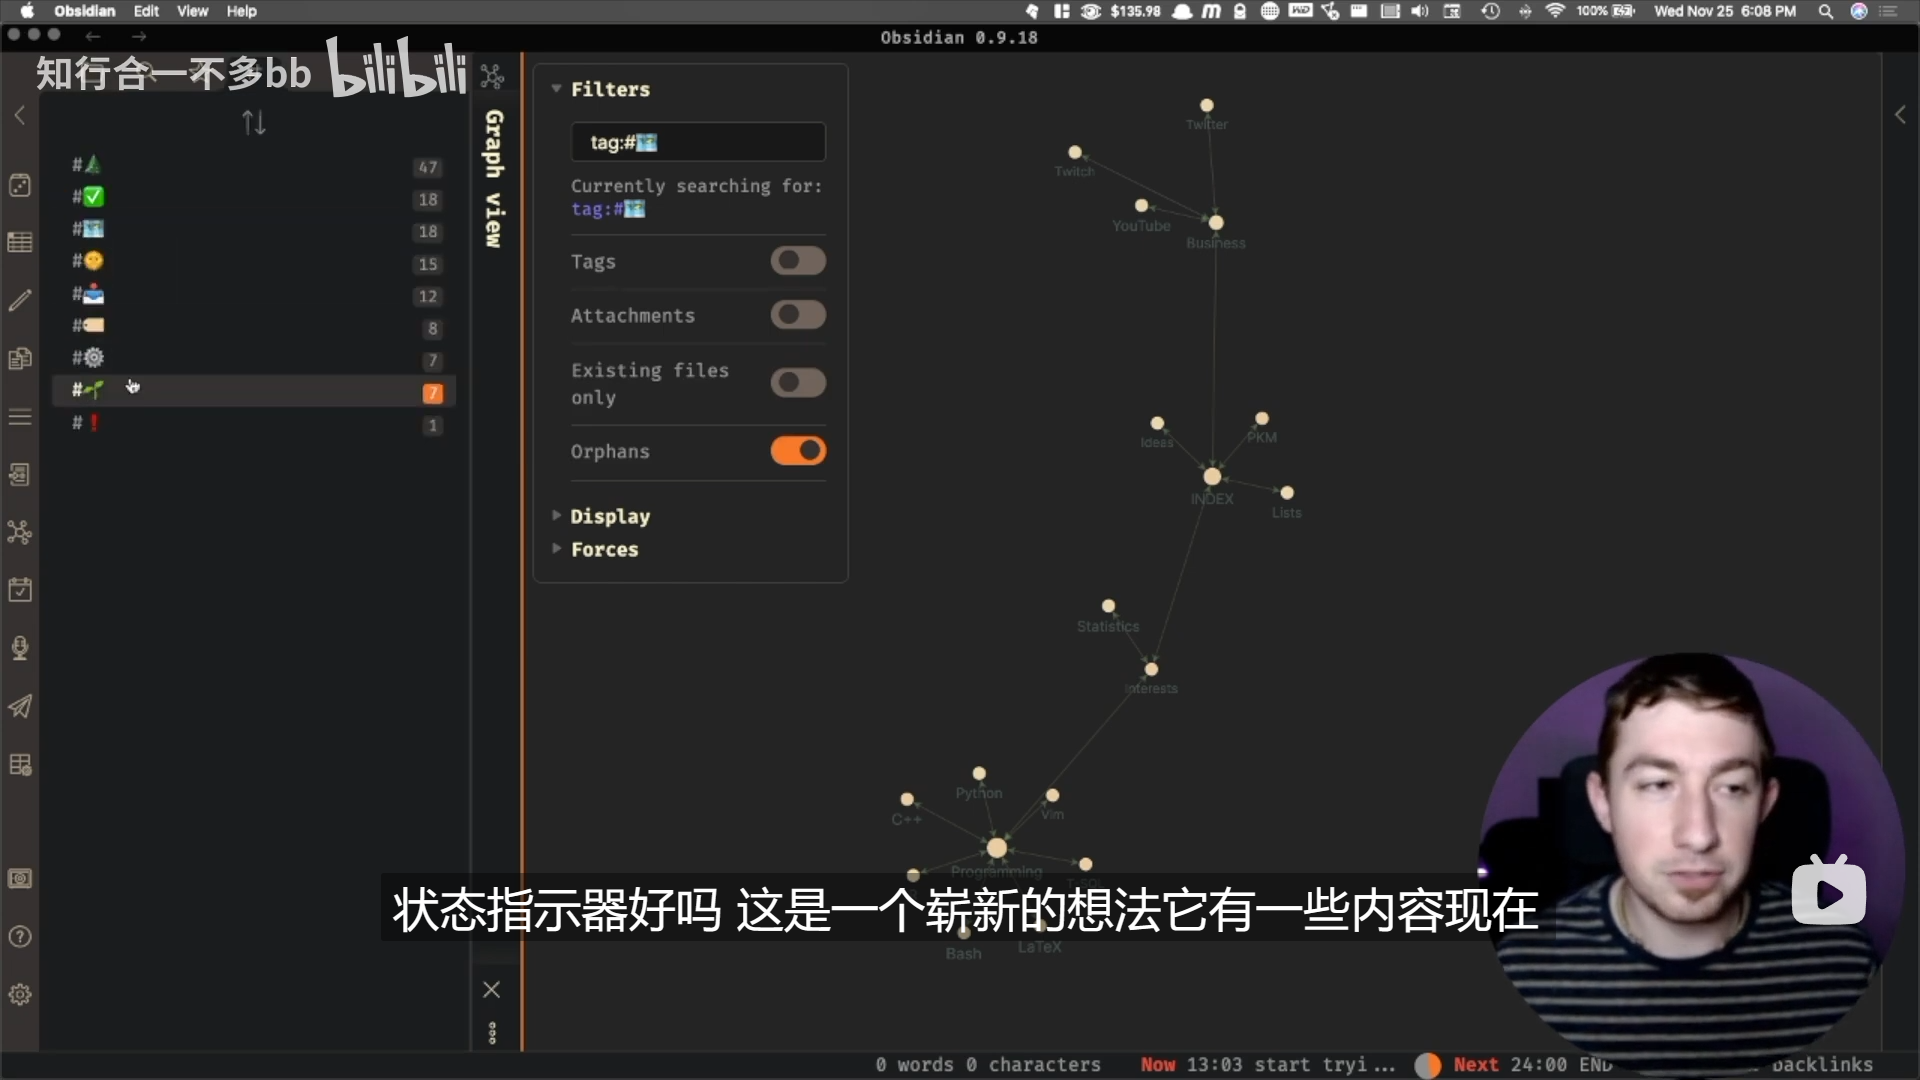 Obsidian Edit View Help
$135.98
100%
Wed Nov 25 6:08 PM
Obsidian 0.9.18
知行合一不多bb bilibili
#🌲 47
#✅ 18
#🗺️ 18
#🌞 15
#📥 12
#🏷️ 8
#⚙️ 7
#🌱 7
#❗ 1
Graph view
Filters
tag:#🗺️
Currently searching for:
tag:#🗺️
Tags
Attachments
Existing files
only
Orphans
Display
Forces
Twitter
Twitch
YouTube
Business
Ideas
PKM
INDEX
Lists
Statistics
Interests
Python
C++
Vim
Programming
Bash
LaTeX
状态指示器好吗 这是一个崭新的想法它有一些内容现在
0 words 0 characters
Now 13:03 start tryi...
Next 24:00 END
backlinks